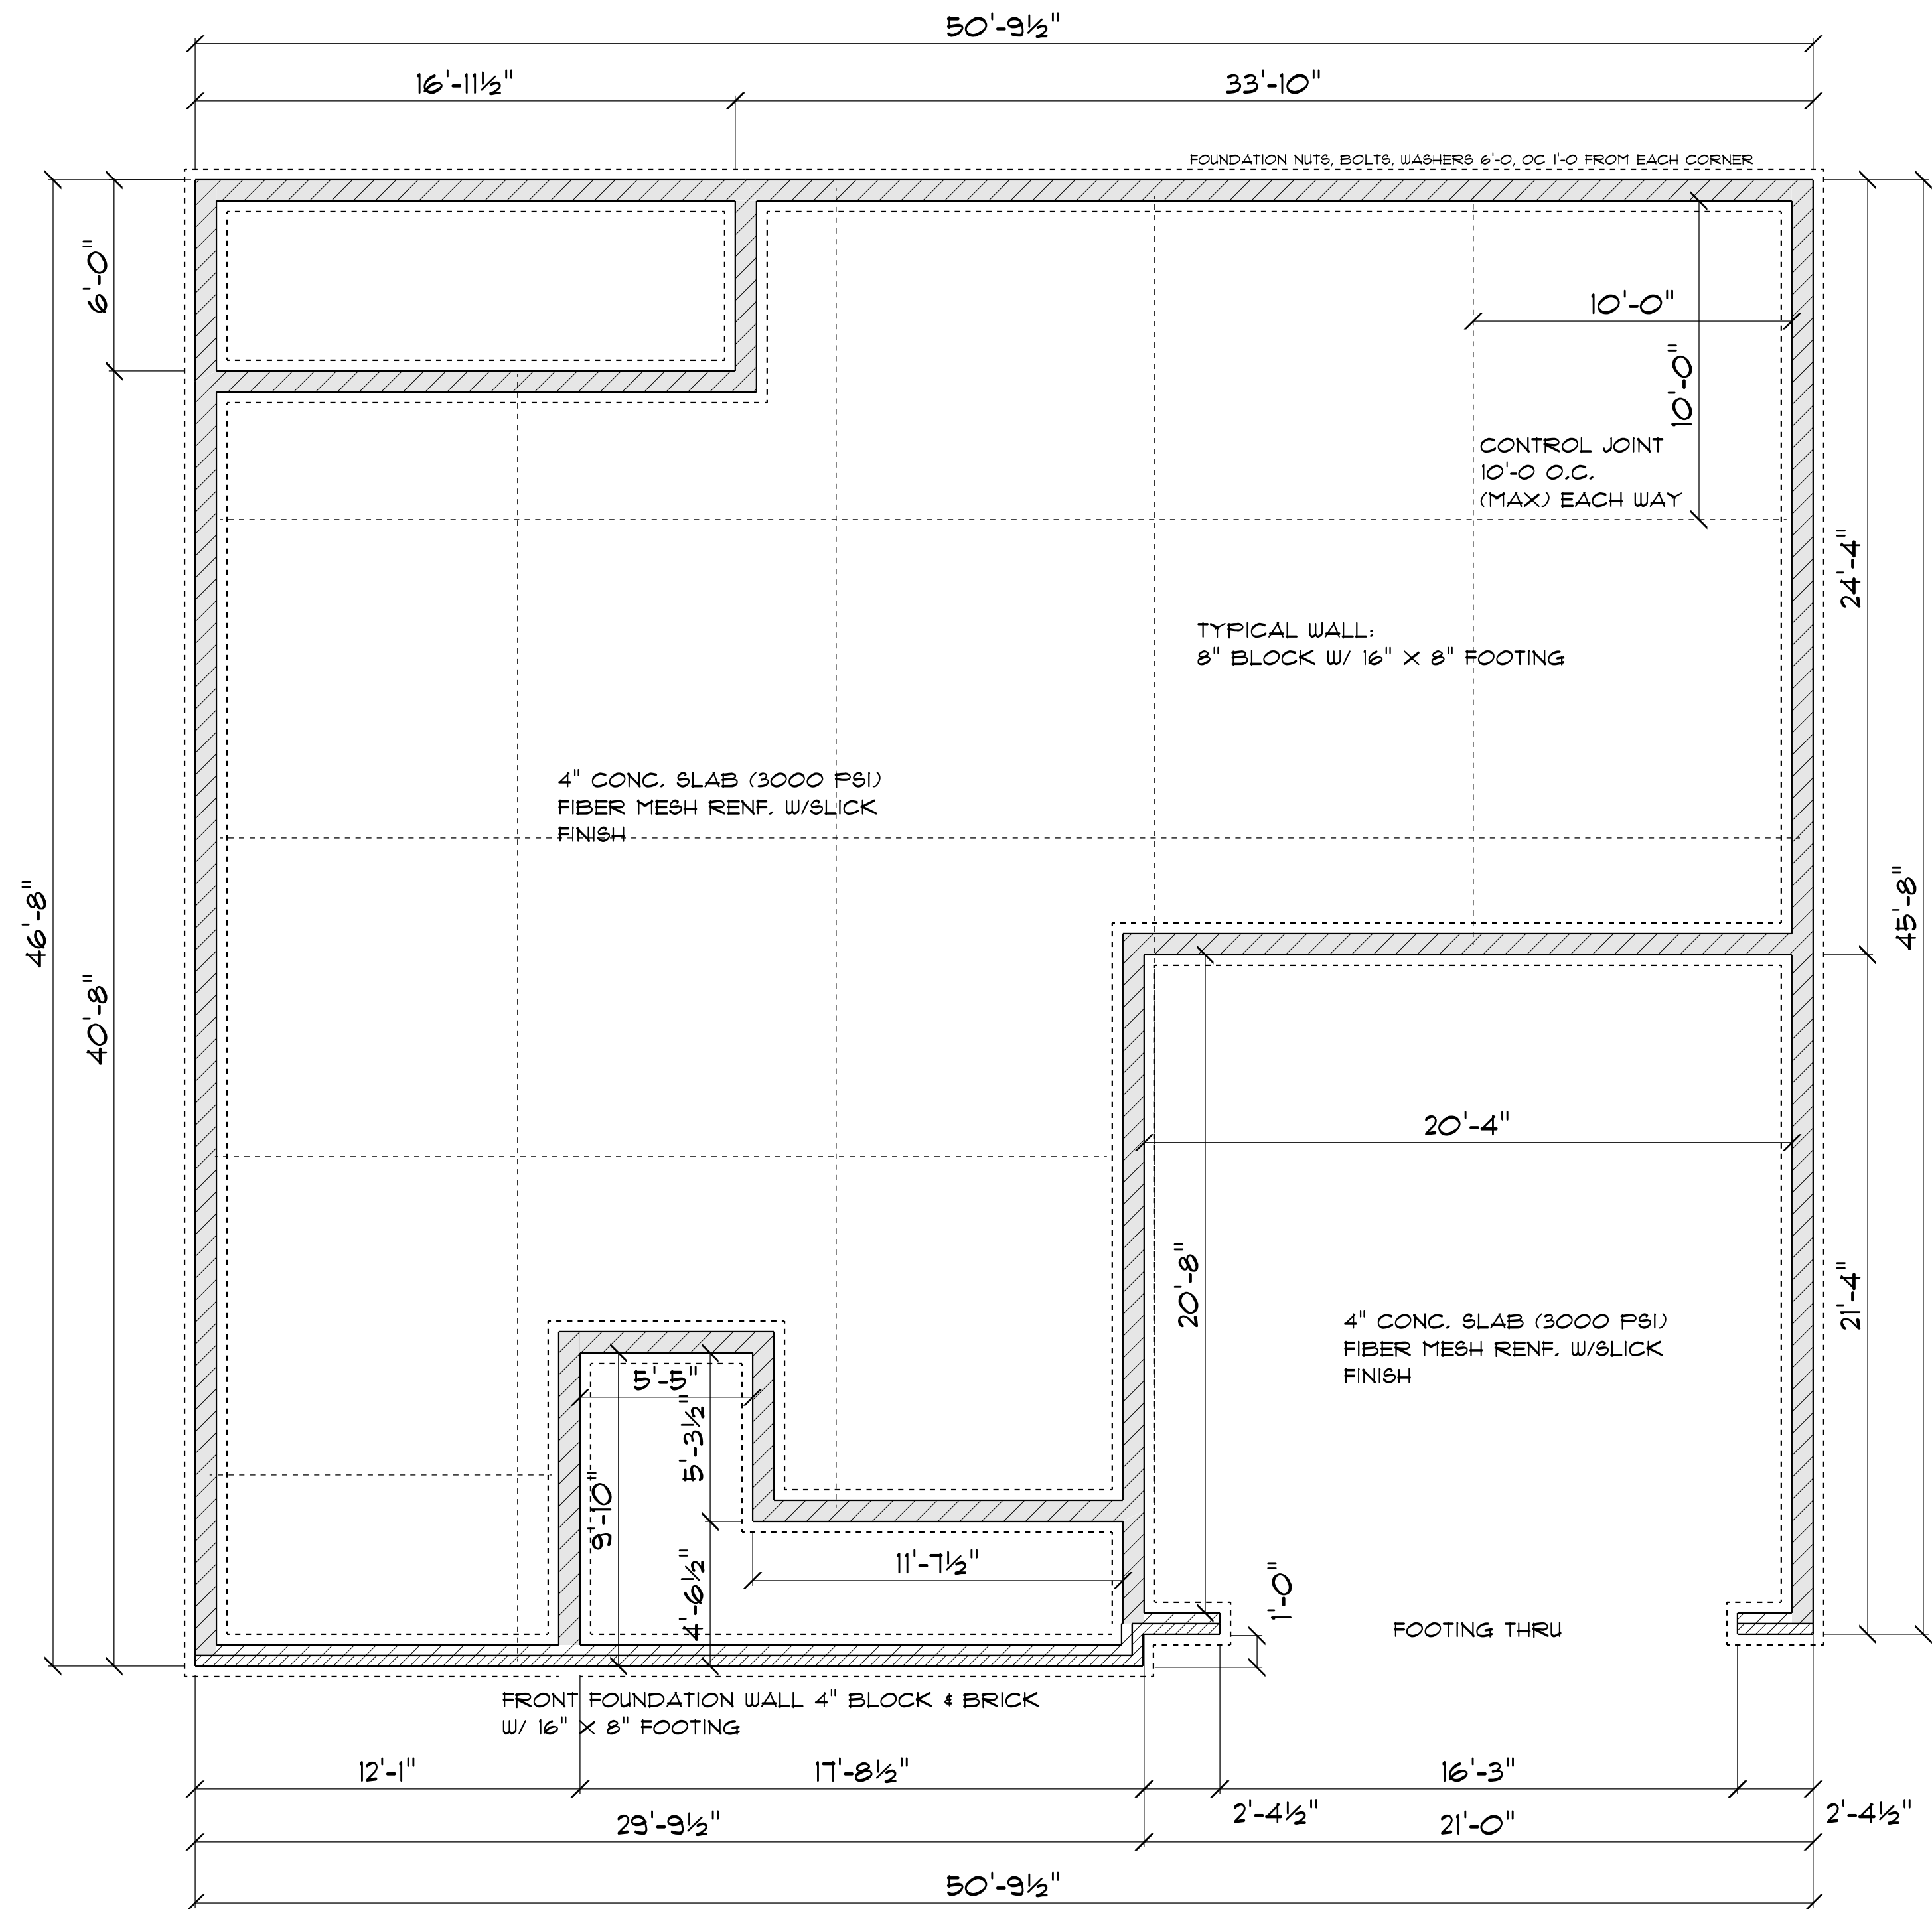 50'-9½"
16'-11½"
33'-10"
FOUNDATION NUTS, BOLTS, WASHERS 6'-0, OC 1'-0 FROM EACH CORNER
6'-0"
10'-0"
10'-0"
CONTROL JOINT
10'-0 O.C.
(MAX) EACH WAY
24'-4"
TYPICAL WALL:
8" BLOCK W/ 16" X 8" FOOTING
4" CONC. SLAB (3000 PSI)
FIBER MESH RENF. W/SLICK
FINISH
46'-8"
45'-8"
40'-8"
20'-4"
20'-8"
21'-4"
4" CONC. SLAB (3000 PSI)
FIBER MESH RENF. W/SLICK
FINISH
5'-5"
5'-3½"
9'-10"
4'-6½"
11'-7½"
1'-0"
FOOTING THRU
FRONT FOUNDATION WALL 4" BLOCK & BRICK
W/ 16" X 8" FOOTING
12'-1"
17'-8½"
16'-3"
2'-4½"
2'-4½"
29'-9½"
21'-0"
50'-9½"